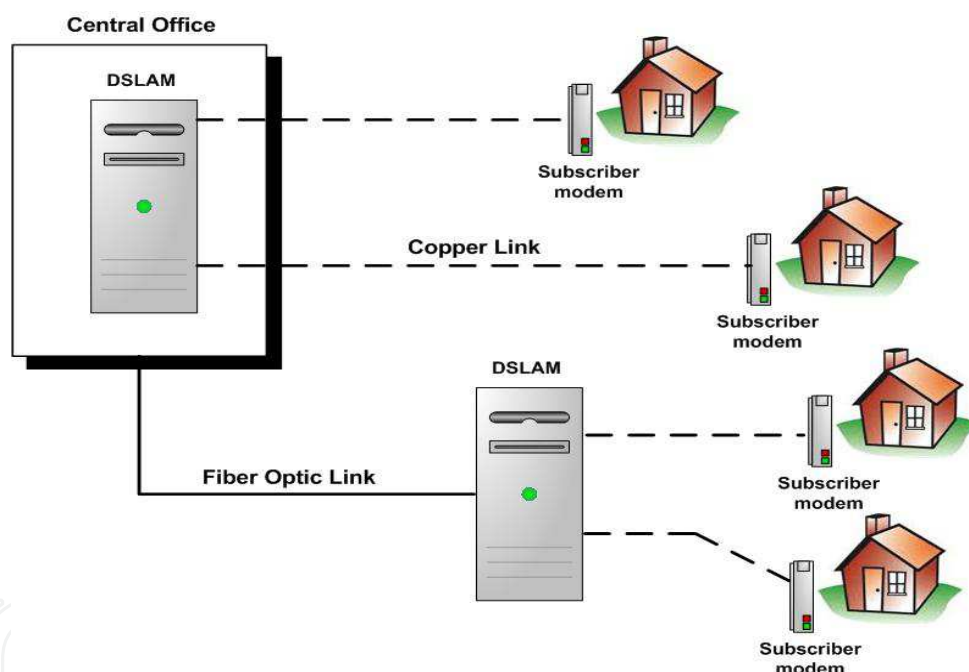 Central Office
DSLAM
Subscriber
modem
Copper Link
Subscriber
modem
DSLAM
Fiber Optic Link
Subscriber
modem
Subscriber
modem